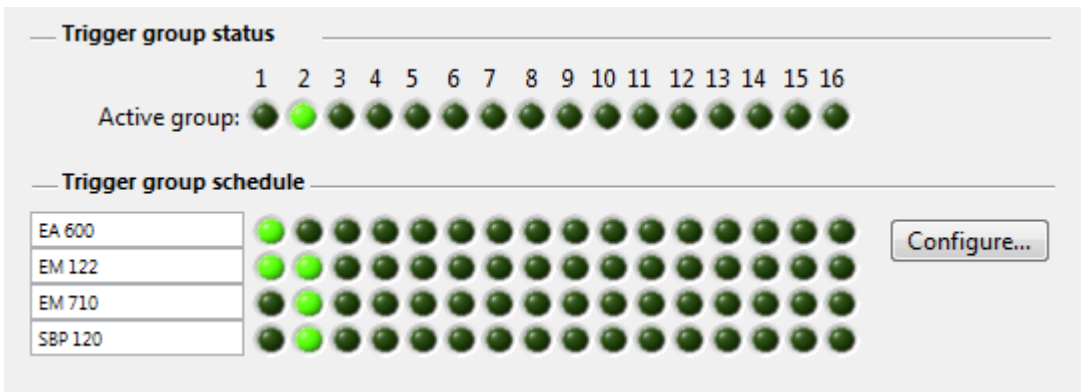 Trigger group status
1 2 3 4 5 6 7 8 9 10 11 12 13 14 15 16
Active group:
Trigger group schedule
EA 600
Configure...
EM 122
EM 710
SBP 120